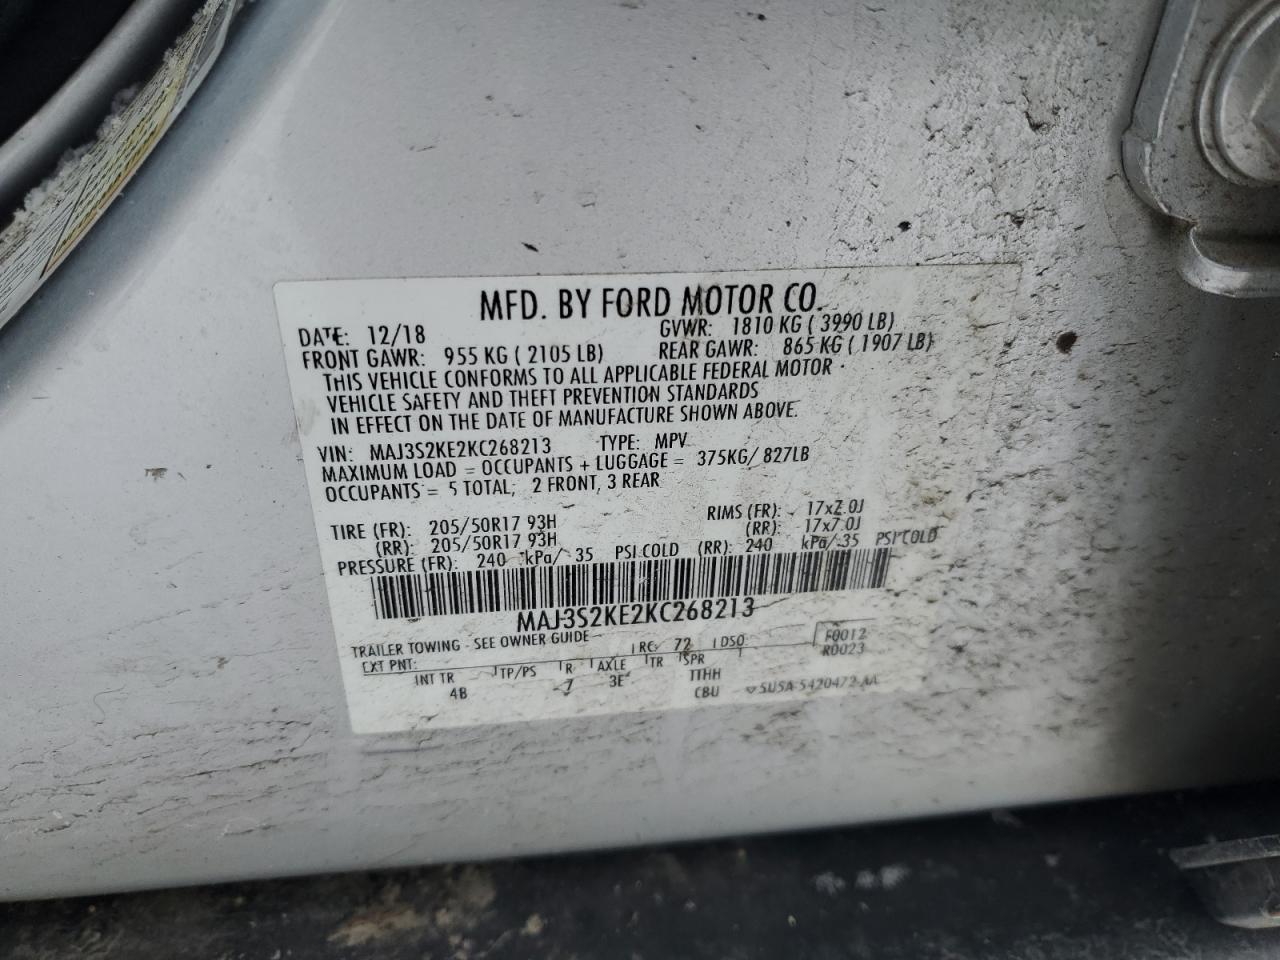 MFD. BY FORD MOTOR CO.
DATE: 12/18 GVWR: 1810 KG ( 3990 LB)
FRONT GAWR: 955 KG ( 2105 LB) REAR GAWR: 865 KG ( 1907 LB)
THIS VEHICLE CONFORMS TO ALL APPLICABLE FEDERAL MOTOR
VEHICLE SAFETY AND THEFT PREVENTION STANDARDS
IN EFFECT ON THE DATE OF MANUFACTURE SHOWN ABOVE.
VIN: MAJ3S2KE2KC268213 TYPE: MPV
MAXIMUM LOAD = OCCUPANTS + LUGGAGE = 375KG/ 827LB
OCCUPANTS = 5 TOTAL; 2 FRONT, 3 REAR
TIRE (FR): 205/50R17 93H RIMS (FR): 17x7.0J
(RR): 205/50R17 93H (RR): 17x7.0J
PRESSURE (FR): 240 kPa/ 35 PSI COLD (RR): 240 kPa/ 35 PSI COLD
MAJ3S2KE2KC268213
TRAILER TOWING - SEE OWNER GUIDE RC: 72 DSO: F0012
EXT PNT: R0023
INT TR TP/PS R AXLE TR SPR
4B 7 3E TTHH
CBU 5U5A-5420472-AA